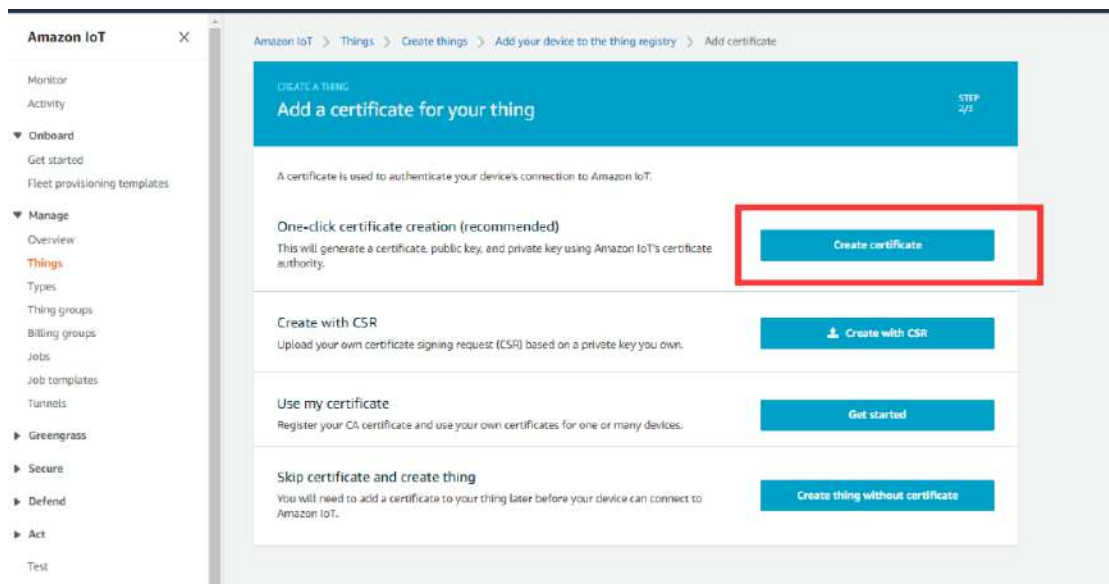 Amazon IoT
Monitor
Activity
Onboard
Get started
Fleet provisioning templates
Manage
Overview
Things
Types
Thing groups
Billing groups
Jobs
Job templates
Tunnels
Greengrass
Secure
Defend
Act
Test
Amazon IoT > Things > Create things > Add your device to the thing registry > Add certificate
CREATE A THING
Add a certificate for your thing
STEP
2/3
A certificate is used to authenticate your device's connection to Amazon IoT.
One-click certificate creation (recommended)
This will generate a certificate, public key, and private key using Amazon IoT's certificate
authority.
Create certificate
Create with CSR
Upload your own certificate signing request (CSR) based on a private key you own.
Create with CSR
Use my certificate
Register your CA certificate and use your own certificates for one or many devices.
Get started
Skip certificate and create thing
You will need to add a certificate to your thing later before your device can connect to
Amazon IoT.
Create thing without certificate